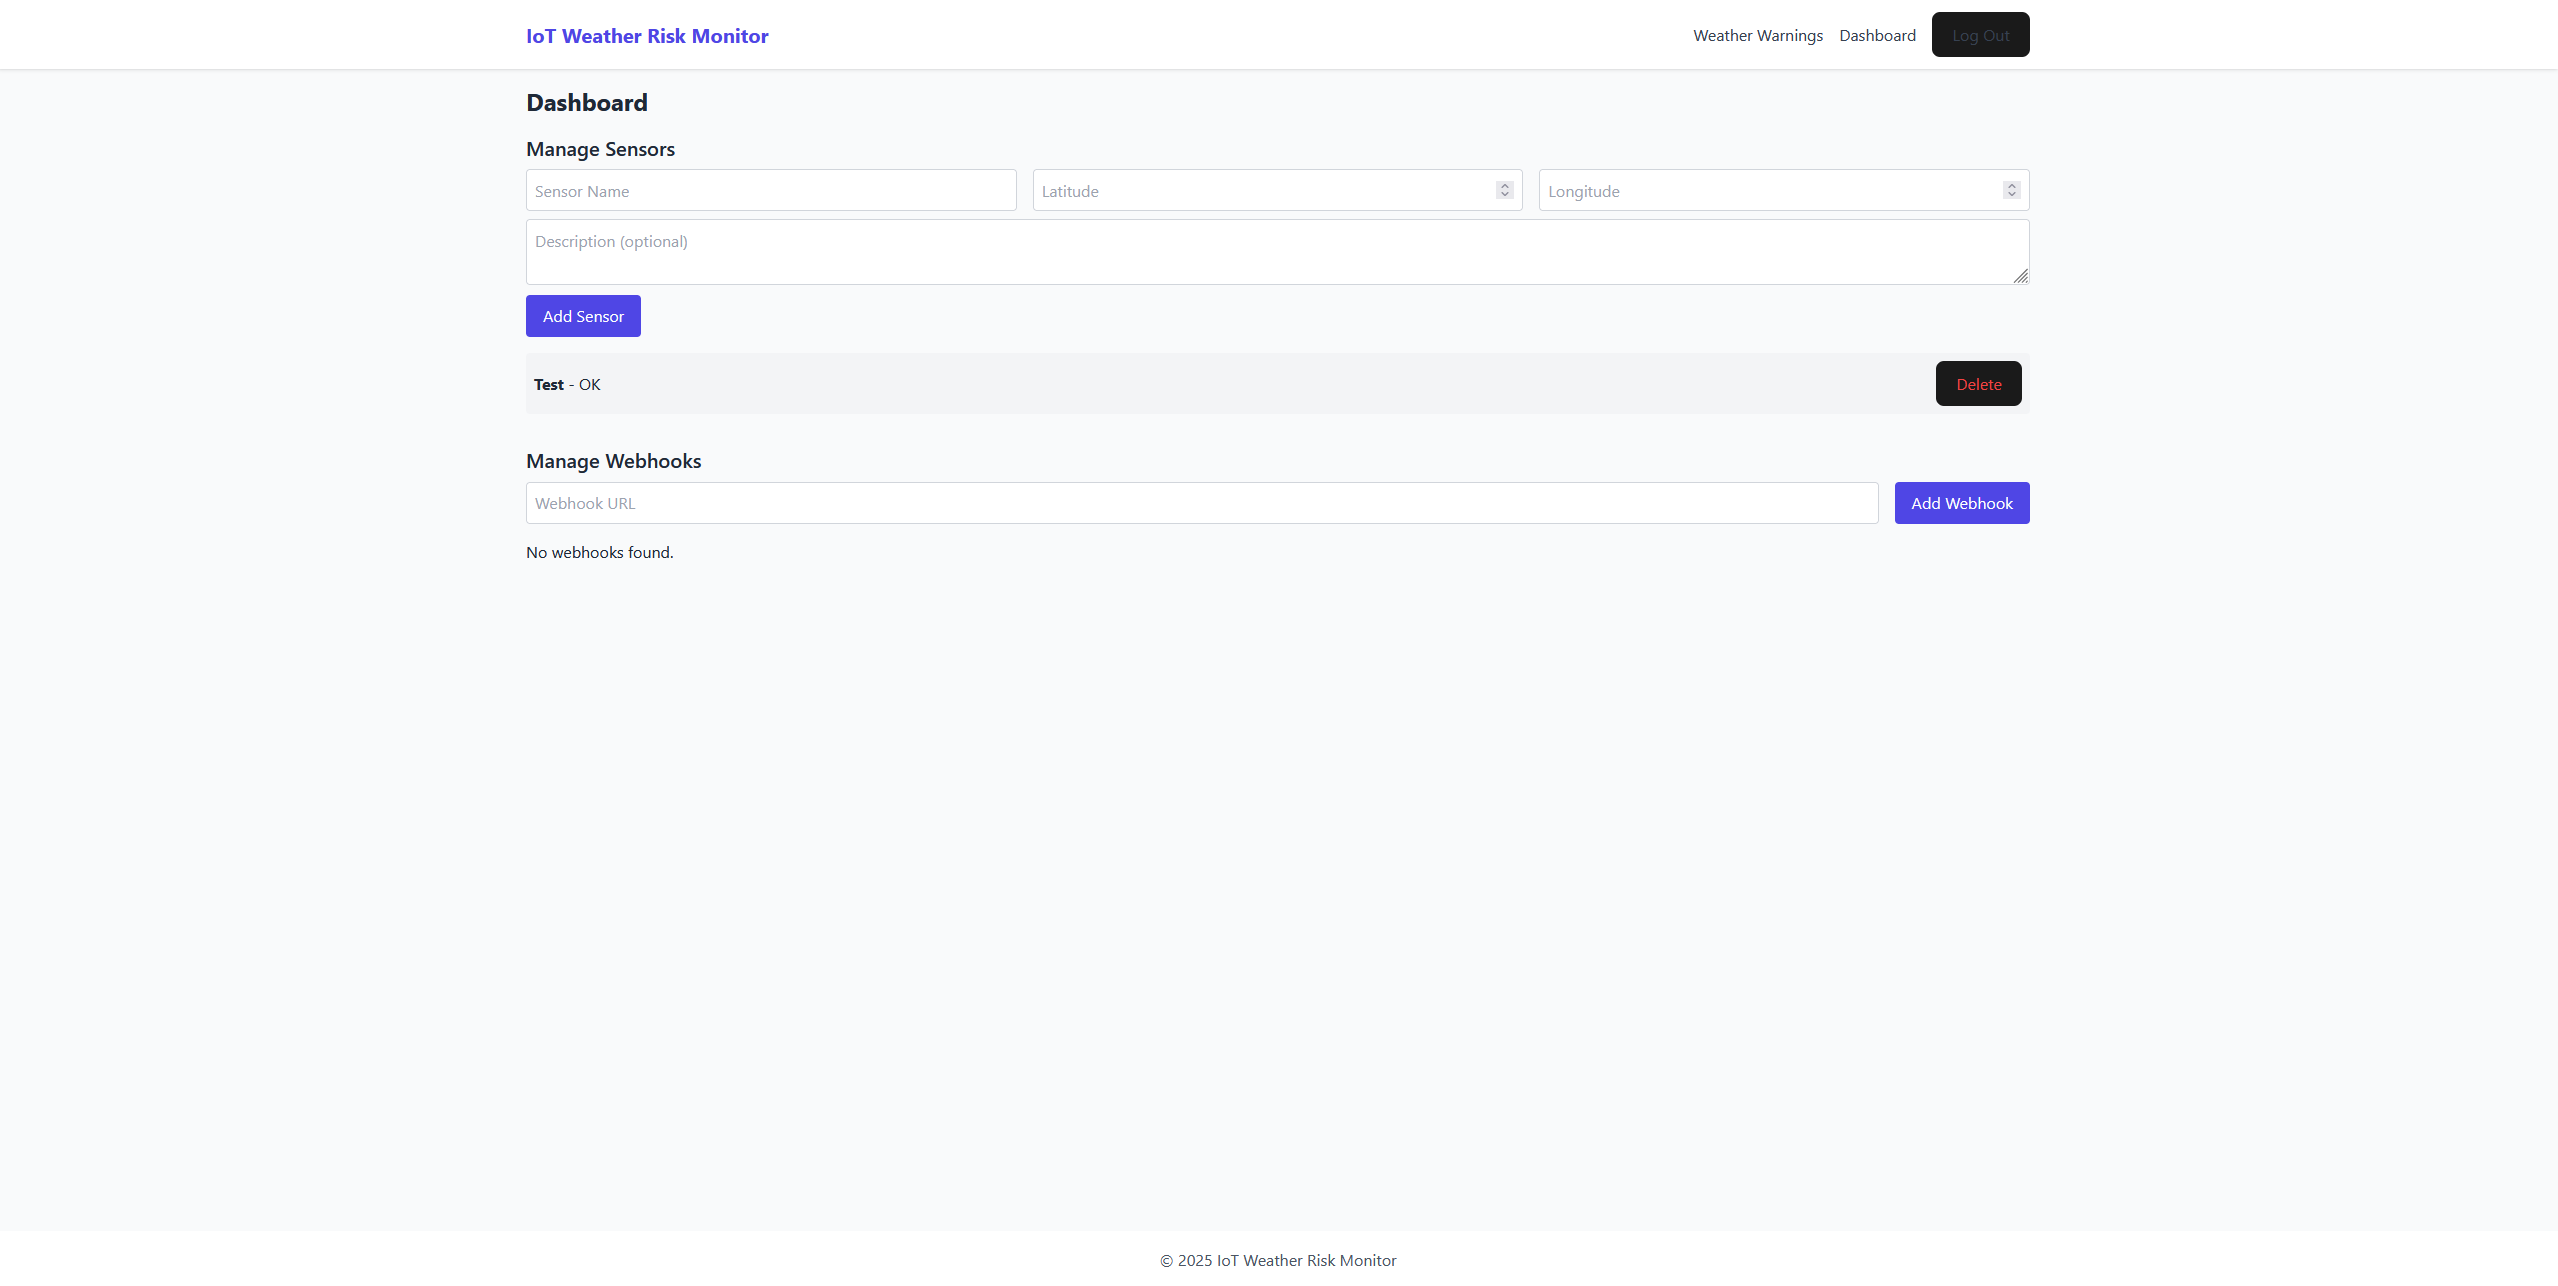 IoT Weather Risk Monitor
Weather Warnings Dashboard Log Out
Dashboard
Manage Sensors
Sensor Name Latitude Longitude
Description (optional)
Add Sensor
Test - OK Delete
Manage Webhooks
Webhook URL Add Webhook
No webhooks found.
© 2025 IoT Weather Risk Monitor